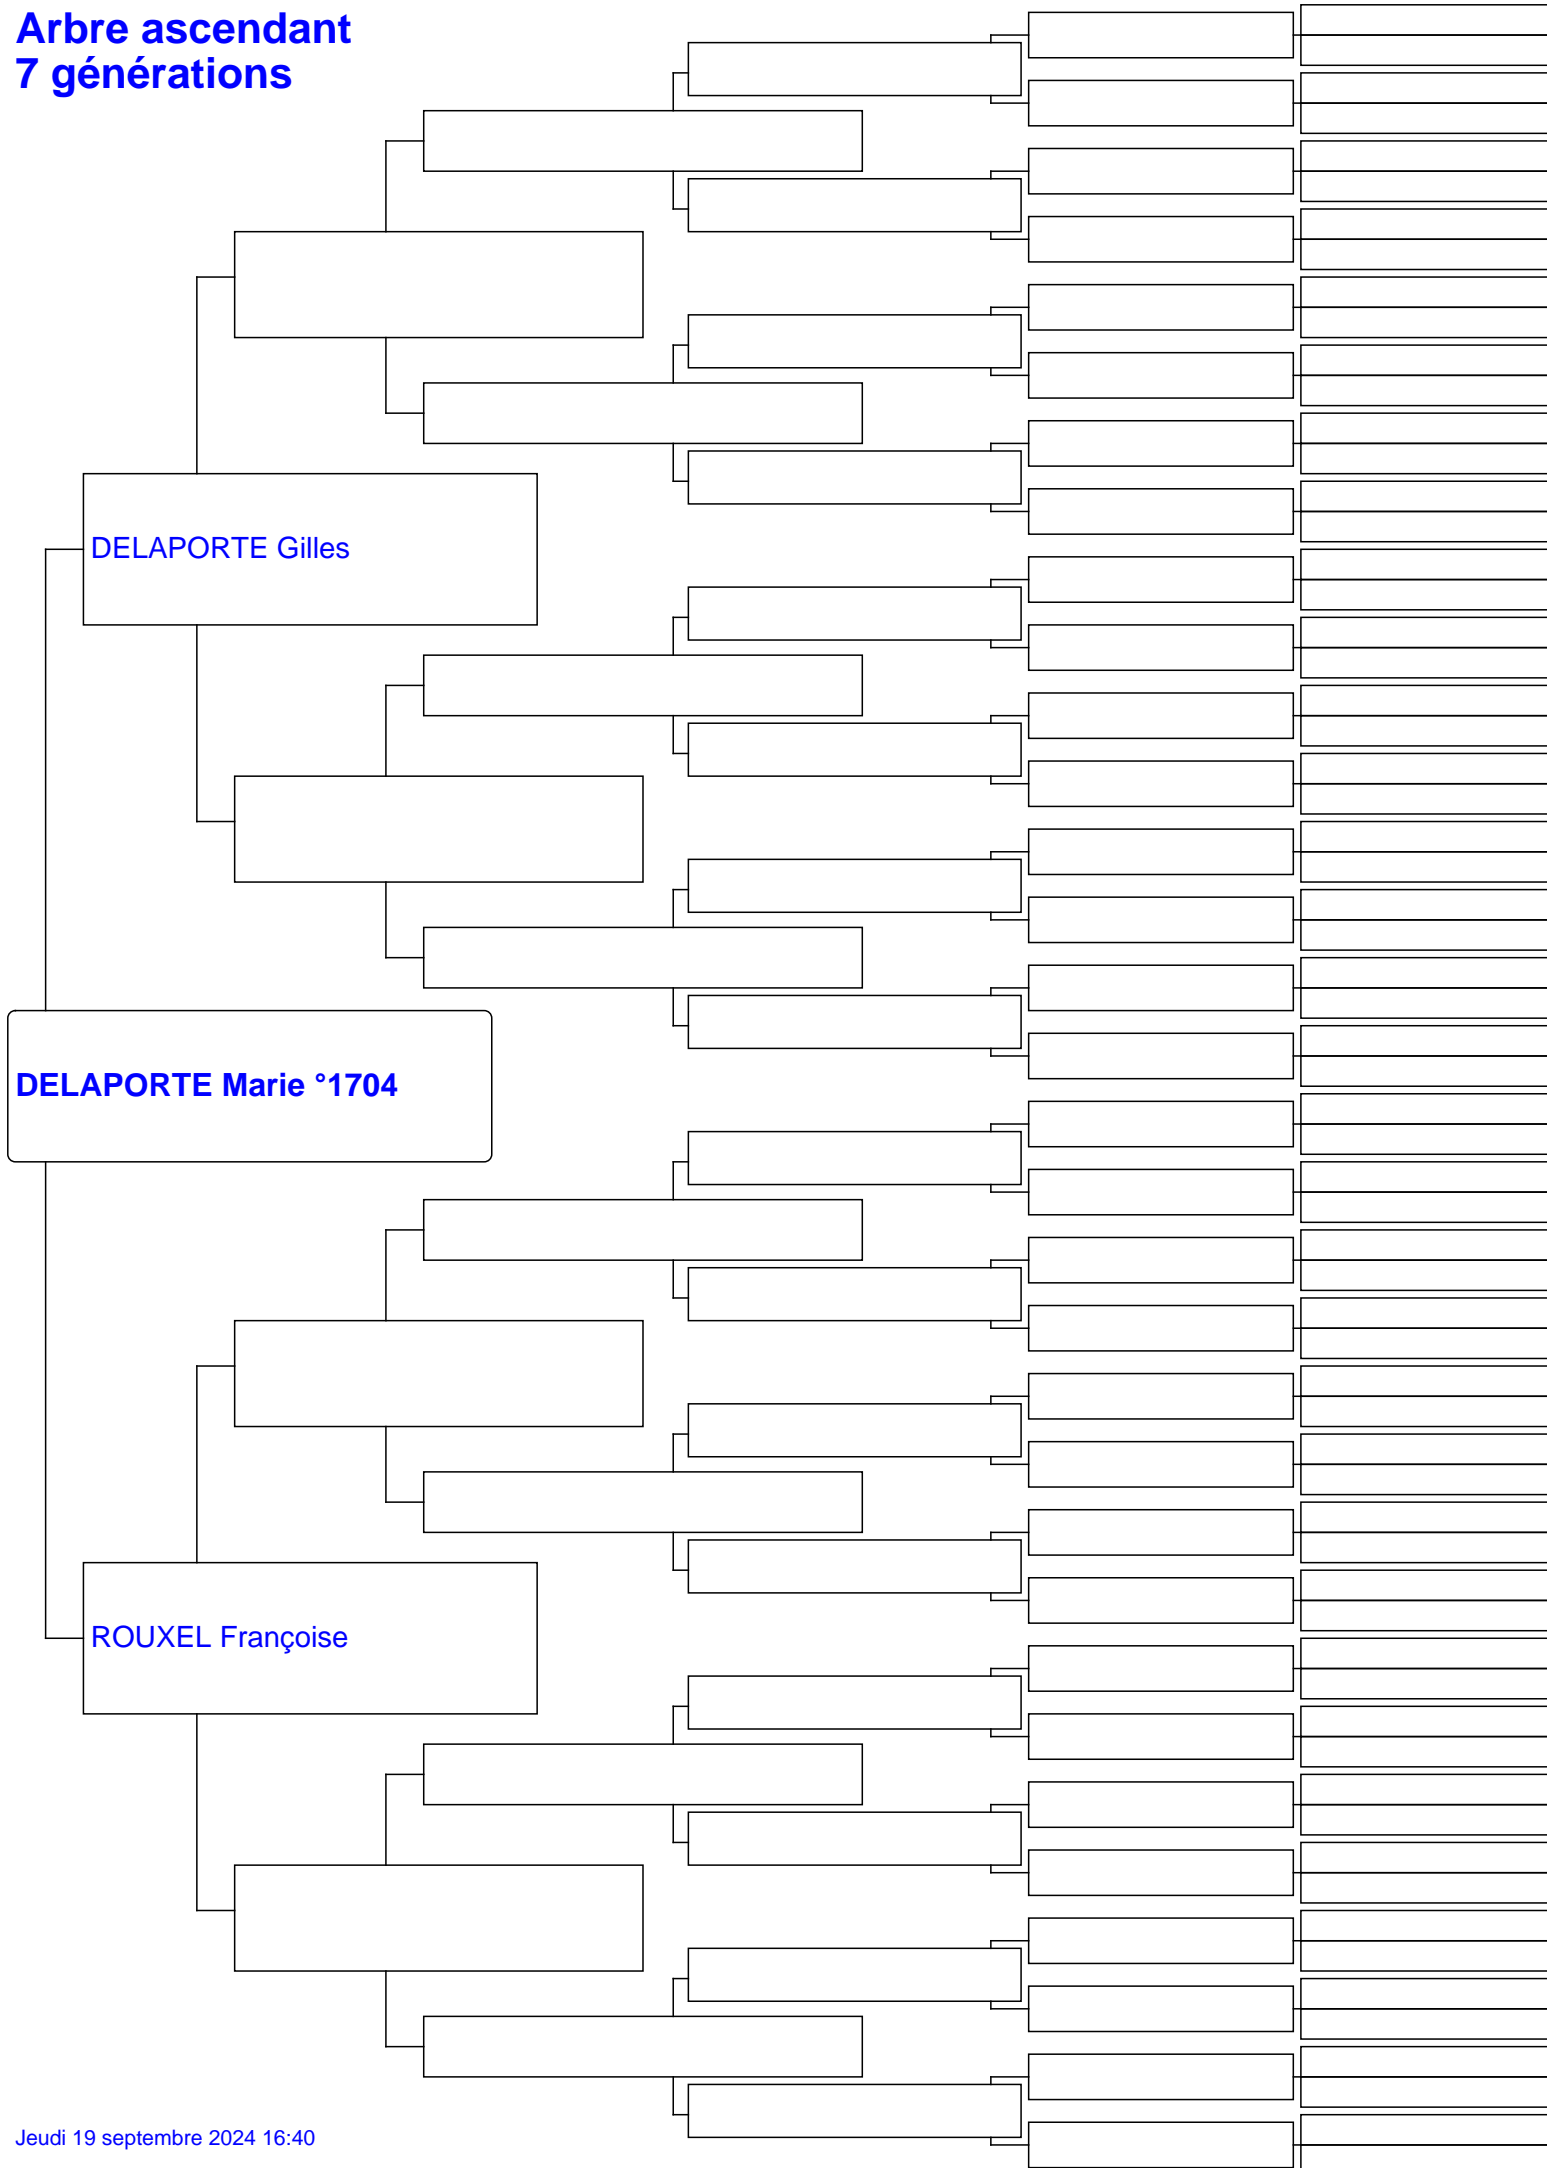 Arbre ascendant
7 générations
DELAPORTE Gilles
DELAPORTE Marie °1704
ROUXEL Françoise
Jeudi 19 septembre 2024 16:40